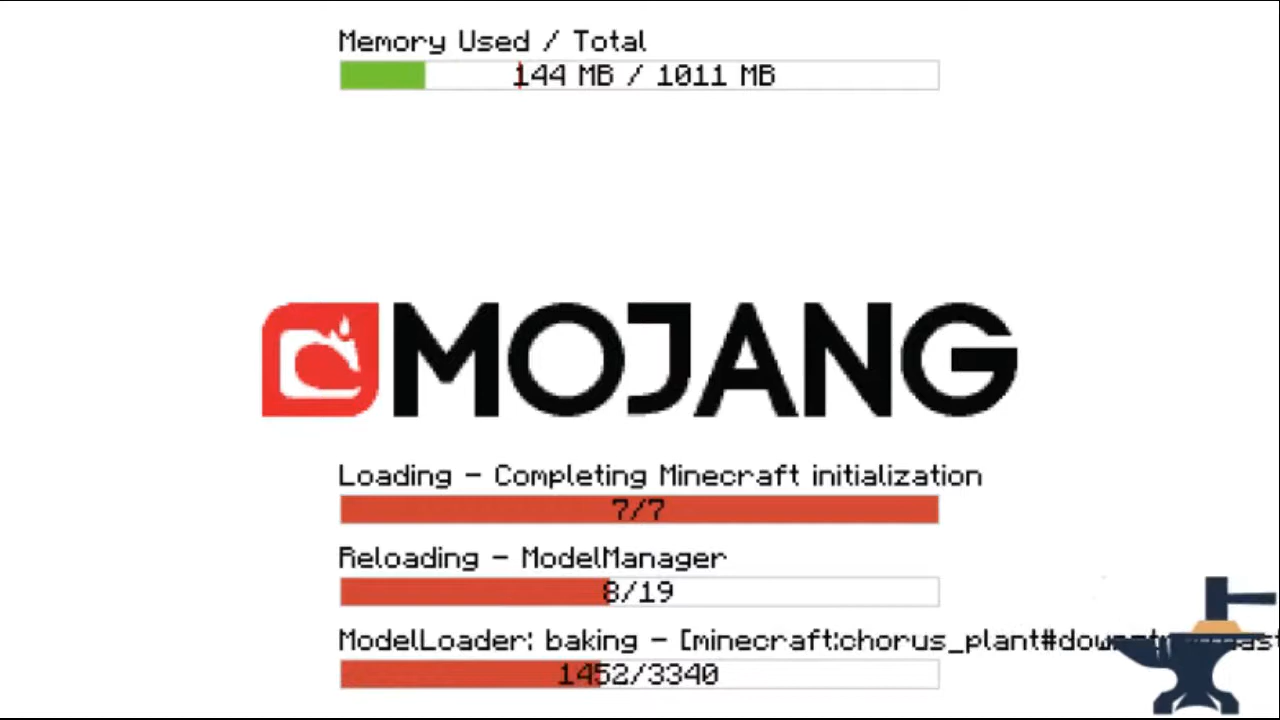 Memory Used / Total
144 MB / 1011 MB
MOJANG
Loading - Completing Minecraft initialization
7/7
Reloading - ModelManager
8/19
ModelLoader: baking - [minecraft:chorus_plant#down
1452/3340